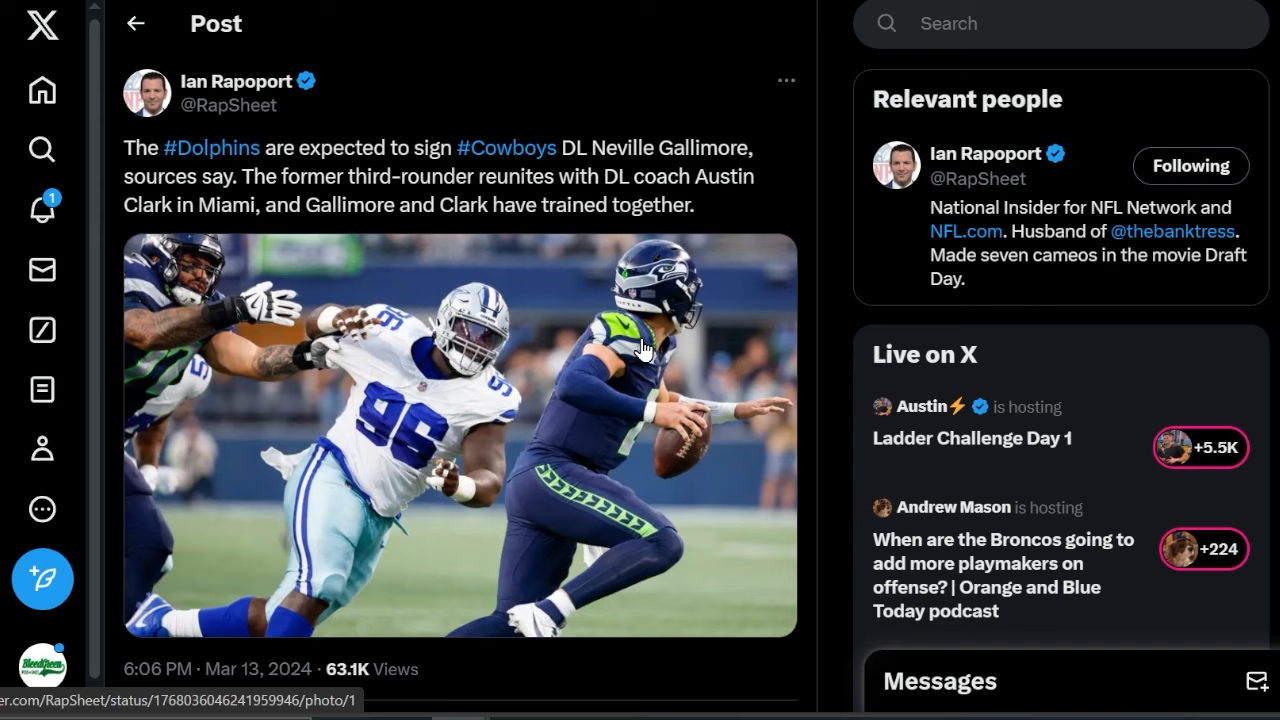 Post
Ian Rapoport
@RapSheet
The #Dolphins are expected to sign #Cowboys DL Neville Gallimore,
sources say. The former third-rounder reunites with DL coach Austin
Clark in Miami, and Gallimore and Clark have trained together.
96
96
6:06 PM · Mar 13, 2024 · 63.1K Views
er.com/RapSheet/status/1768036046241959946/photo/1
1
Search
Relevant people
Ian Rapoport
@RapSheet
Following
National Insider for NFL Network and
NFL.com. Husband of @thebanktress.
Made seven cameos in the movie Draft
Day.
Live on X
Austin⚡ is hosting
Ladder Challenge Day 1
+5.5K
Andrew Mason is hosting
When are the Broncos going to
add more playmakers on
offense? | Orange and Blue
Today podcast
+224
Messages